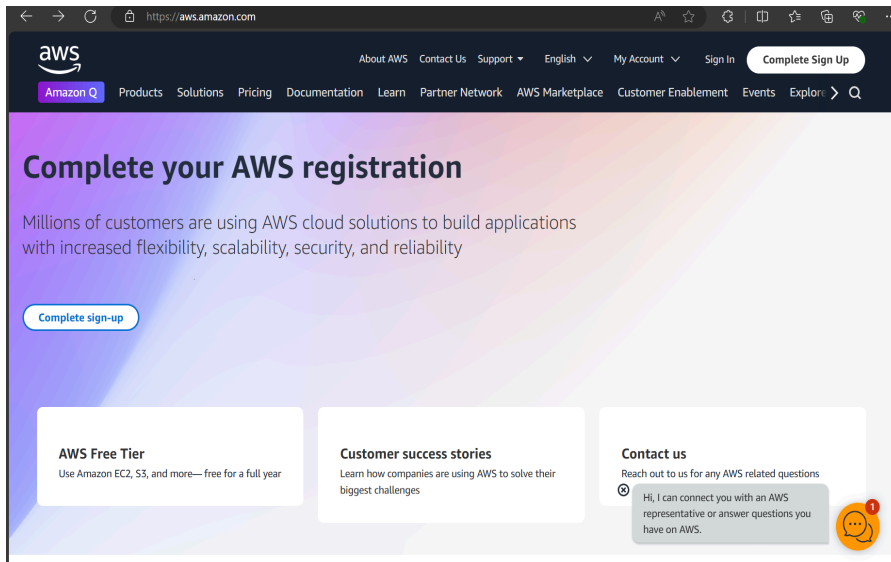 https://aws.amazon.com
aws
About AWS Contact Us Support English My Account Sign In Complete Sign Up
Amazon Q Products Solutions Pricing Documentation Learn Partner Network AWS Marketplace Customer Enablement Events Explore
Complete your AWS registration
Millions of customers are using AWS cloud solutions to build applications
with increased flexibility, scalability, security, and reliability
Complete sign-up
AWS Free Tier
Use Amazon EC2, S3, and more— free for a full year
Customer success stories
Learn how companies are using AWS to solve their
biggest challenges
Contact us
Reach out to us for any AWS related questions
Hi, I can connect you with an AWS
representative or answer questions you
have on AWS.
1